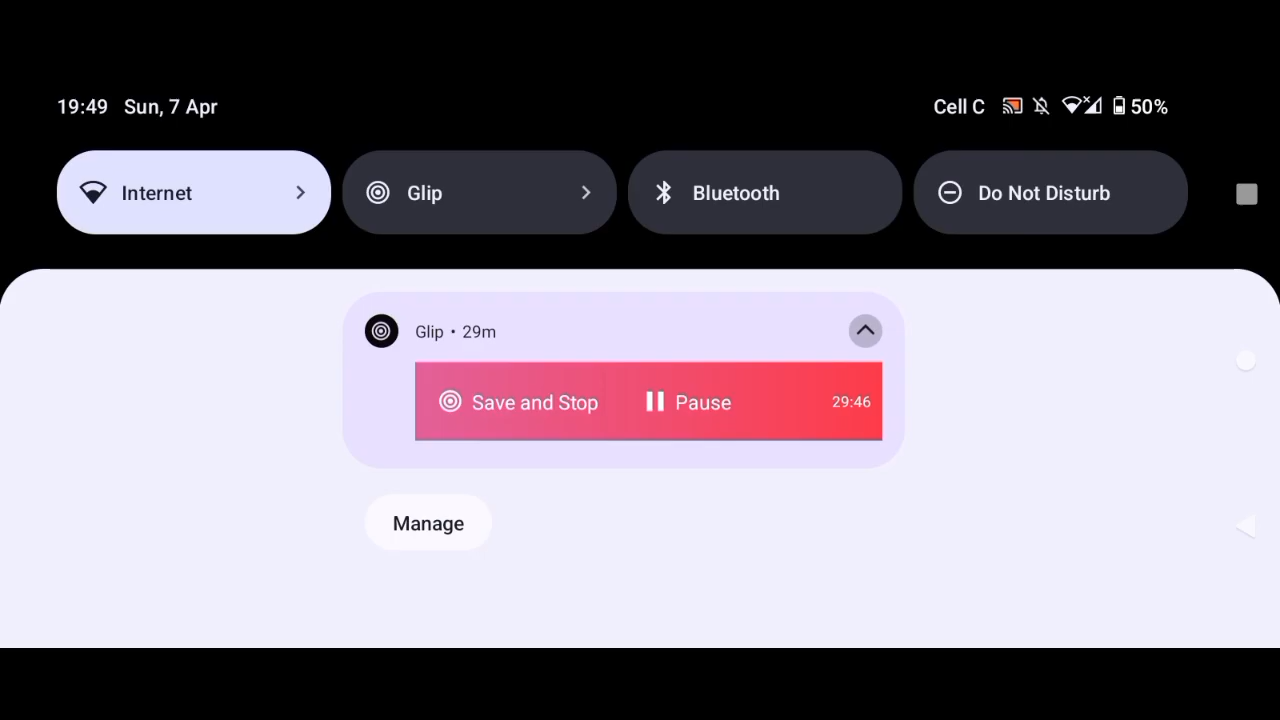 19:49 Sun, 7 Apr Cell C 50%
Internet Glip Bluetooth Do Not Disturb
Glip • 29m
Save and Stop Pause 29:46
Manage